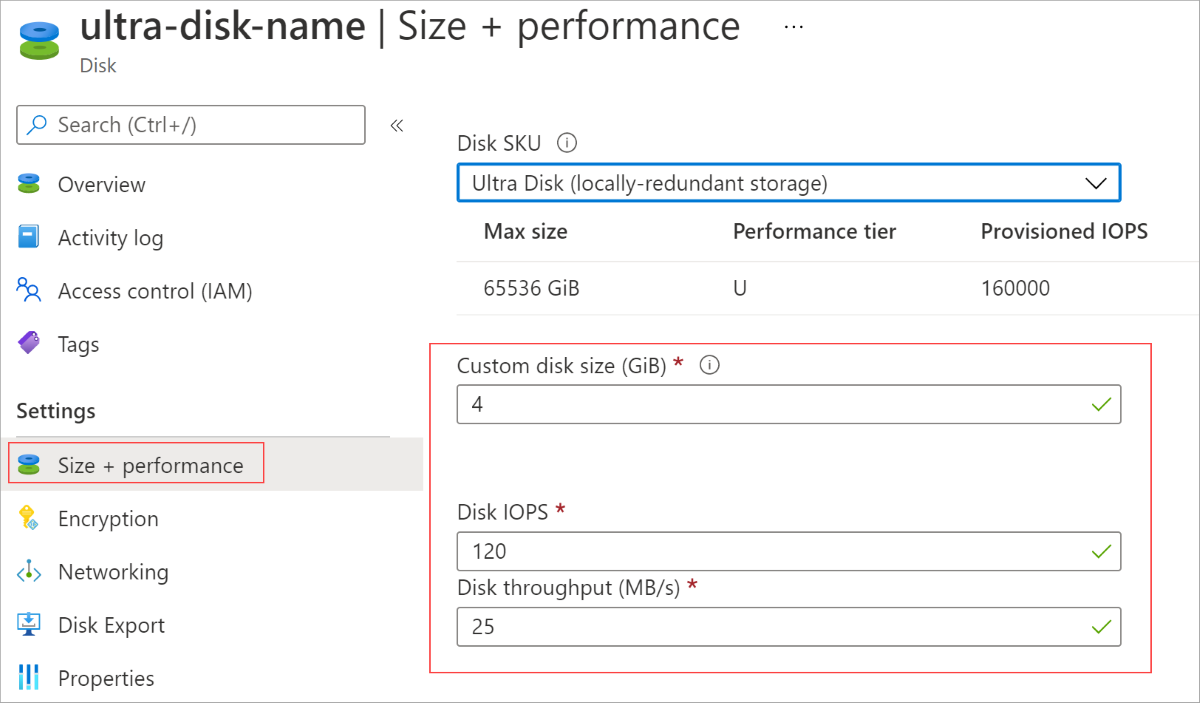 ultra-disk-name | Size + performance ...
Disk
Search (Ctrl+/)
«
Overview
Activity log
Access control (IAM)
Tags
Settings
Size + performance
Encryption
Networking
Disk Export
Properties
Disk SKU
Ultra Disk (locally-redundant storage)
Max size Performance tier Provisioned IOPS
65536 GiB U 160000
Custom disk size (GiB) *
4
Disk IOPS *
120
Disk throughput (MB/s) *
25